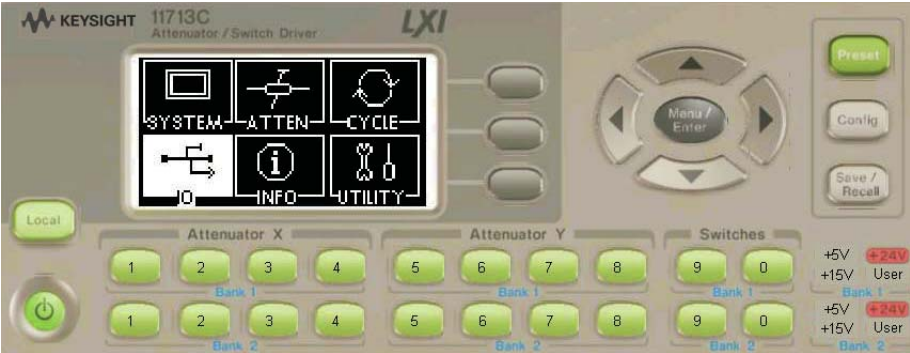 KEYSIGHT 11713C
Attenuator / Switch Driver
LXI
SYSTEM ATTEN CYCLE
IO INFO UTILITY
Menu /
Enter
Preset
Config
Save /
Recall
Local
Attenuator X Attenuator Y Switches
1 2 3 4 5 6 7 8 9 0
+5V +24V
+15V User
Bank 1 Bank 1 Bank 1 Bank 1
1 2 3 4 5 6 7 8 9 0
+5V +24V
+15V User
Bank 2 Bank 2 Bank 2 Bank 2